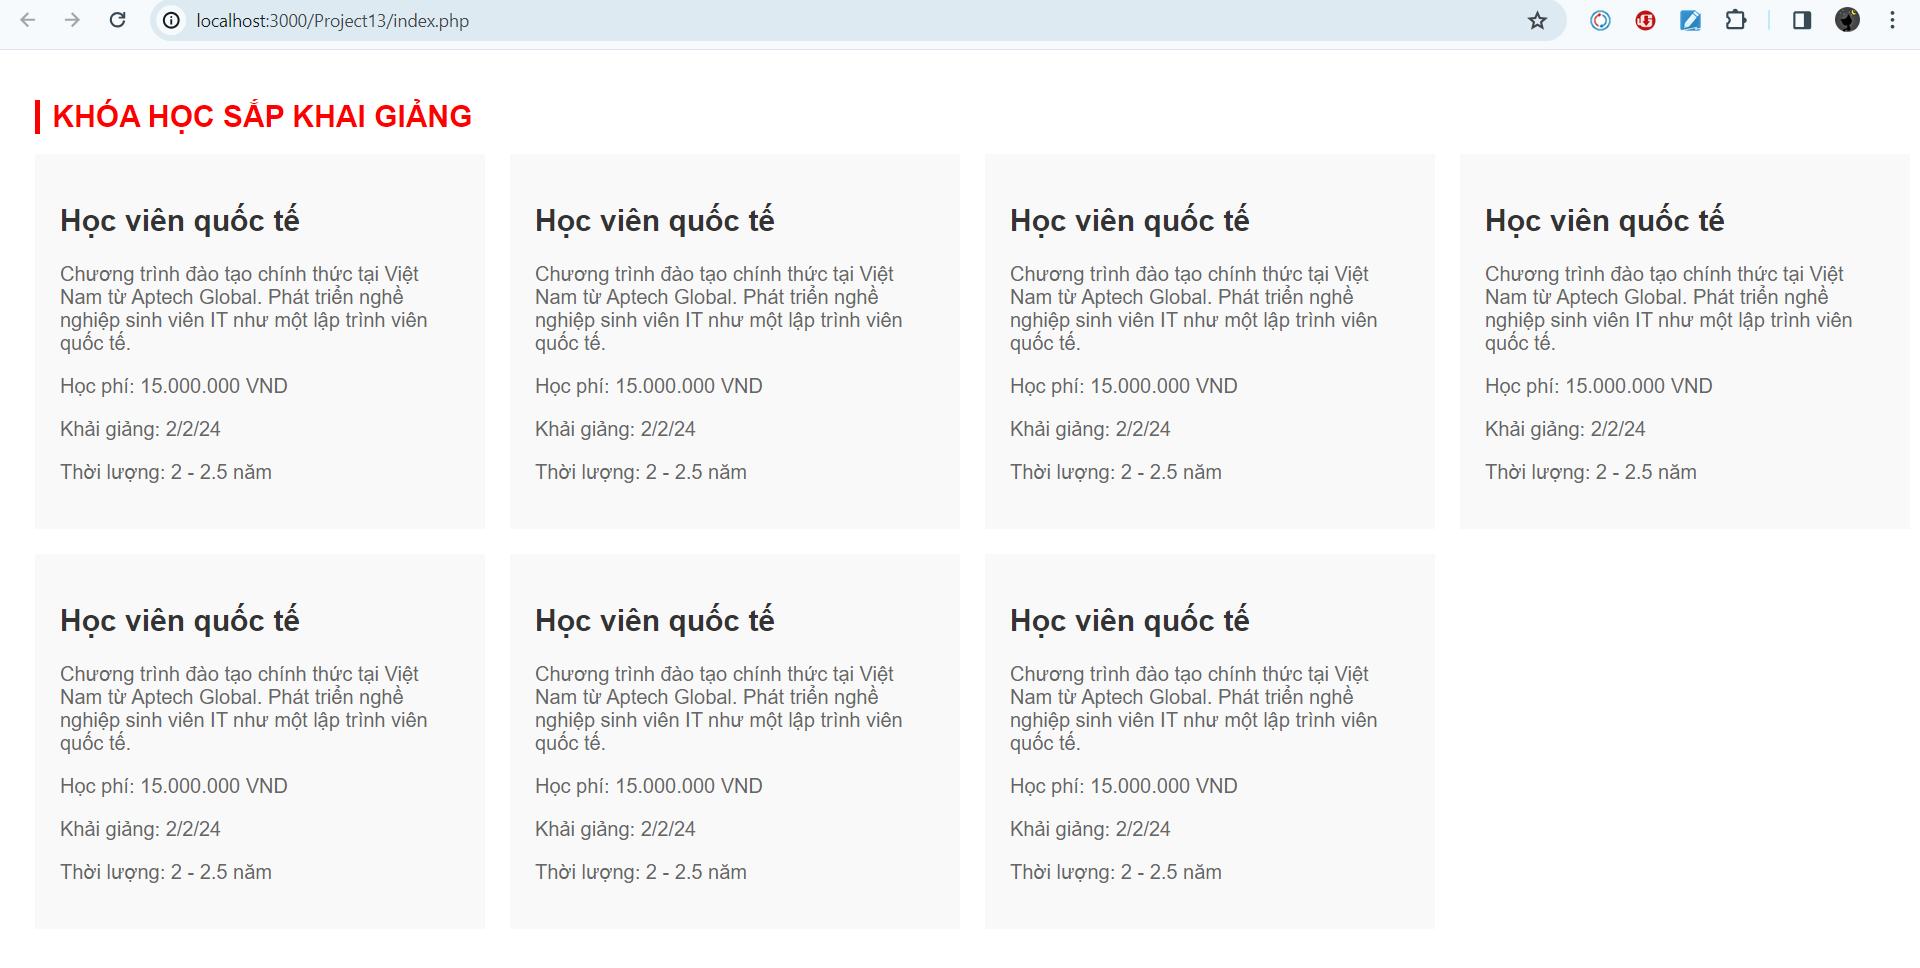 localhost:3000/Project13/index.php
KHÓA HỌC SẮP KHAI GIẢNG
Học viên quốc tế
Chương trình đào tạo chính thức tại Việt
Nam từ Aptech Global. Phát triển nghề
nghiệp sinh viên IT như một lập trình viên
quốc tế.
Học phí: 15.000.000 VND
Khải giảng: 2/2/24
Thời lượng: 2 - 2.5 năm
Học viên quốc tế
Chương trình đào tạo chính thức tại Việt
Nam từ Aptech Global. Phát triển nghề
nghiệp sinh viên IT như một lập trình viên
quốc tế.
Học phí: 15.000.000 VND
Khải giảng: 2/2/24
Thời lượng: 2 - 2.5 năm
Học viên quốc tế
Chương trình đào tạo chính thức tại Việt
Nam từ Aptech Global. Phát triển nghề
nghiệp sinh viên IT như một lập trình viên
quốc tế.
Học phí: 15.000.000 VND
Khải giảng: 2/2/24
Thời lượng: 2 - 2.5 năm
Học viên quốc tế
Chương trình đào tạo chính thức tại Việt
Nam từ Aptech Global. Phát triển nghề
nghiệp sinh viên IT như một lập trình viên
quốc tế.
Học phí: 15.000.000 VND
Khải giảng: 2/2/24
Thời lượng: 2 - 2.5 năm
Học viên quốc tế
Chương trình đào tạo chính thức tại Việt
Nam từ Aptech Global. Phát triển nghề
nghiệp sinh viên IT như một lập trình viên
quốc tế.
Học phí: 15.000.000 VND
Khải giảng: 2/2/24
Thời lượng: 2 - 2.5 năm
Học viên quốc tế
Chương trình đào tạo chính thức tại Việt
Nam từ Aptech Global. Phát triển nghề
nghiệp sinh viên IT như một lập trình viên
quốc tế.
Học phí: 15.000.000 VND
Khải giảng: 2/2/24
Thời lượng: 2 - 2.5 năm
Học viên quốc tế
Chương trình đào tạo chính thức tại Việt
Nam từ Aptech Global. Phát triển nghề
nghiệp sinh viên IT như một lập trình viên
quốc tế.
Học phí: 15.000.000 VND
Khải giảng: 2/2/24
Thời lượng: 2 - 2.5 năm